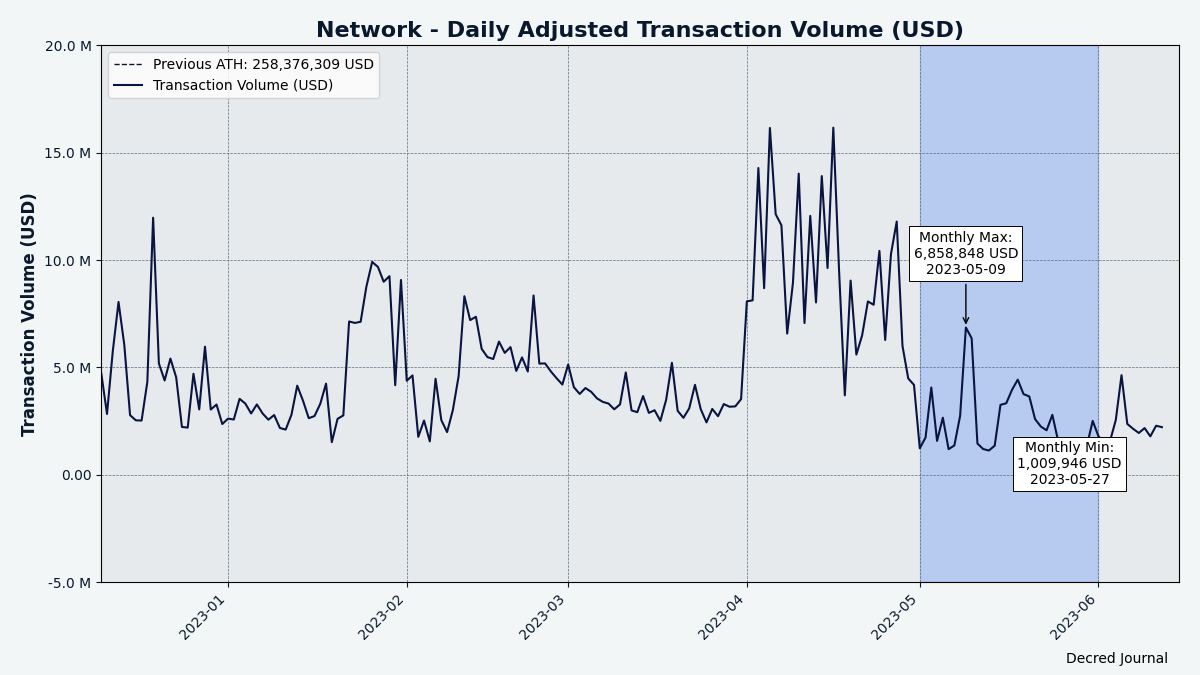 Network - Daily Adjusted Transaction Volume (USD)
20.0 M
Previous ATH: 258,376,309 USD
Transaction Volume (USD)
15.0 M
Monthly Max:
6,858,848 USD
2023-05-09
10.0 M
Transaction Volume (USD)
5.0 M
Monthly Min:
1,009,946 USD
2023-05-27
0.00
-5.0 M
2023-01
2023-02
2023-03
2023-04
2023-05
2023-06
Decred Journal